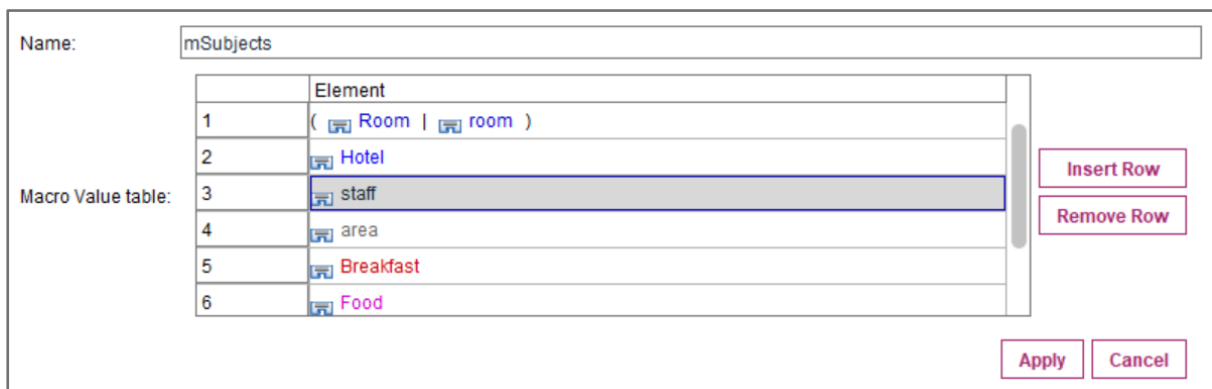 Name: mSubjects
Element
1 ( Room | room )
2 Hotel
Insert Row
Macro Value table: 3 staff
Remove Row
4 area
5 Breakfast
6 Food
Apply Cancel